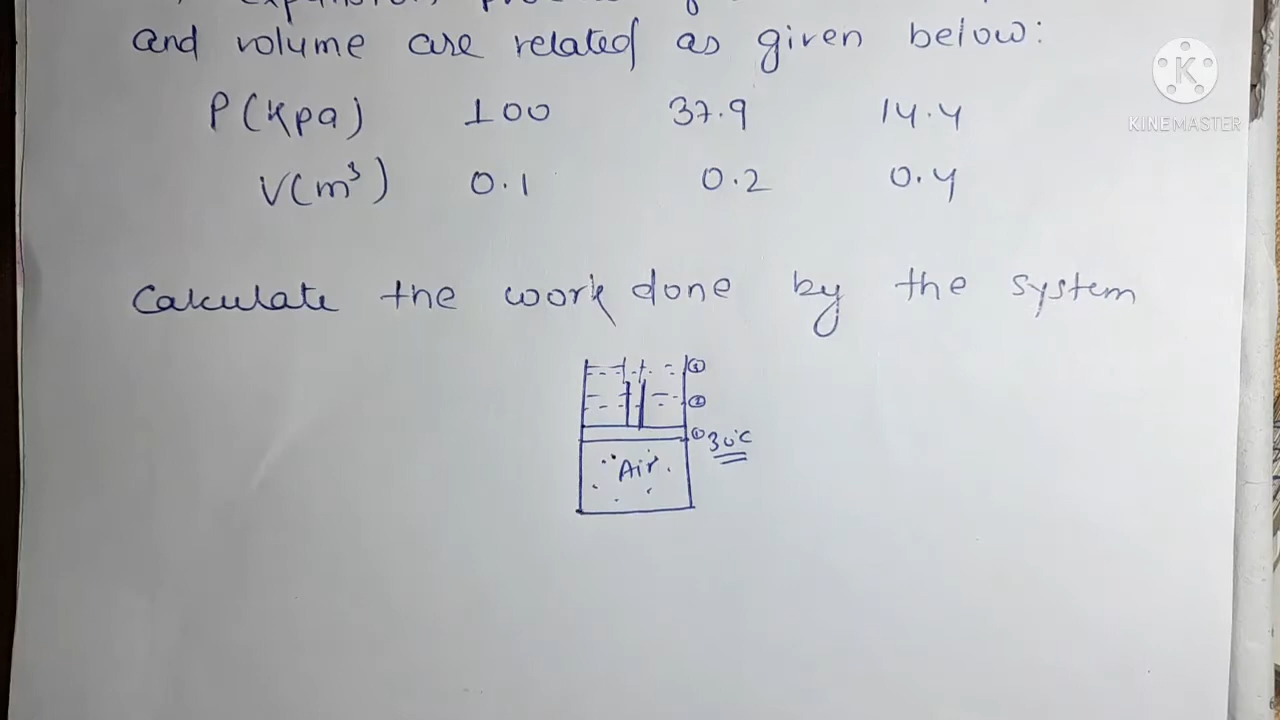 expansion
and volume are related as given below:
P(Kpa) 100 37.9 14.4
V(m³) 0.1 0.2 0.4
Calculate the work done by the system
30°C
Air
K
KINEMASTER